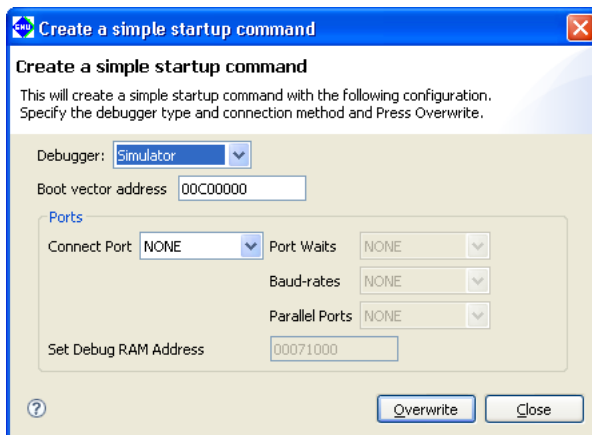 GNU Create a simple startup command
Create a simple startup command
This will create a simple startup command with the following configuration.
Specify the debugger type and connection method and Press Overwrite.
Debugger: Simulator
Boot vector address 00C00000
Ports
Connect Port NONE Port Waits NONE
Baud-rates NONE
Parallel Ports NONE
Set Debug RAM Address 00071000
? Overwrite Close